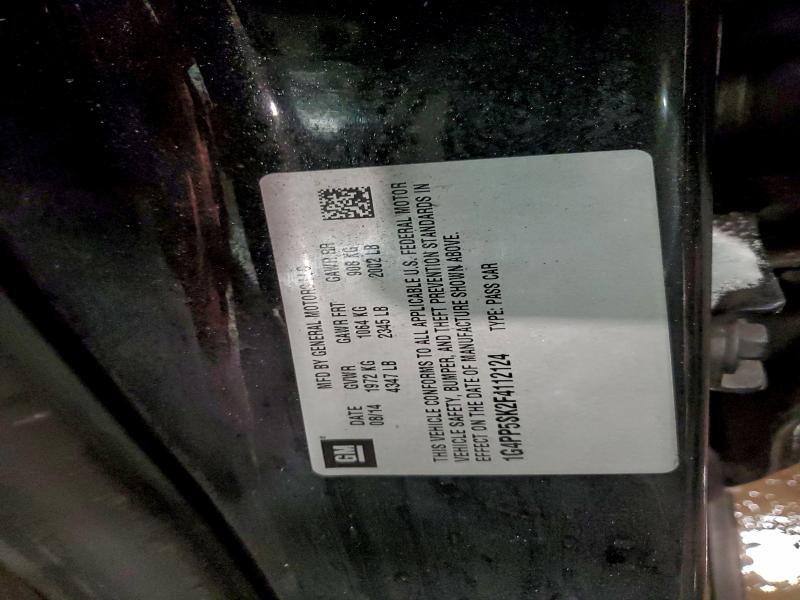 GM
MFD BY GENERAL MOTORS LLC
DATE GVWR GAWR FRT GAWR RR
08/14 1972 KG 1064 KG 908 KG
4347 LB 2345 LB 2002 LB
THIS VEHICLE CONFORMS TO ALL APPLICABLE U.S. FEDERAL MOTOR
VEHICLE SAFETY, BUMPER, AND THEFT PREVENTION STANDARDS IN
EFFECT ON THE DATE OF MANUFACTURE SHOWN ABOVE.
1G4PP5SK2F4112124 TYPE: PASS CAR